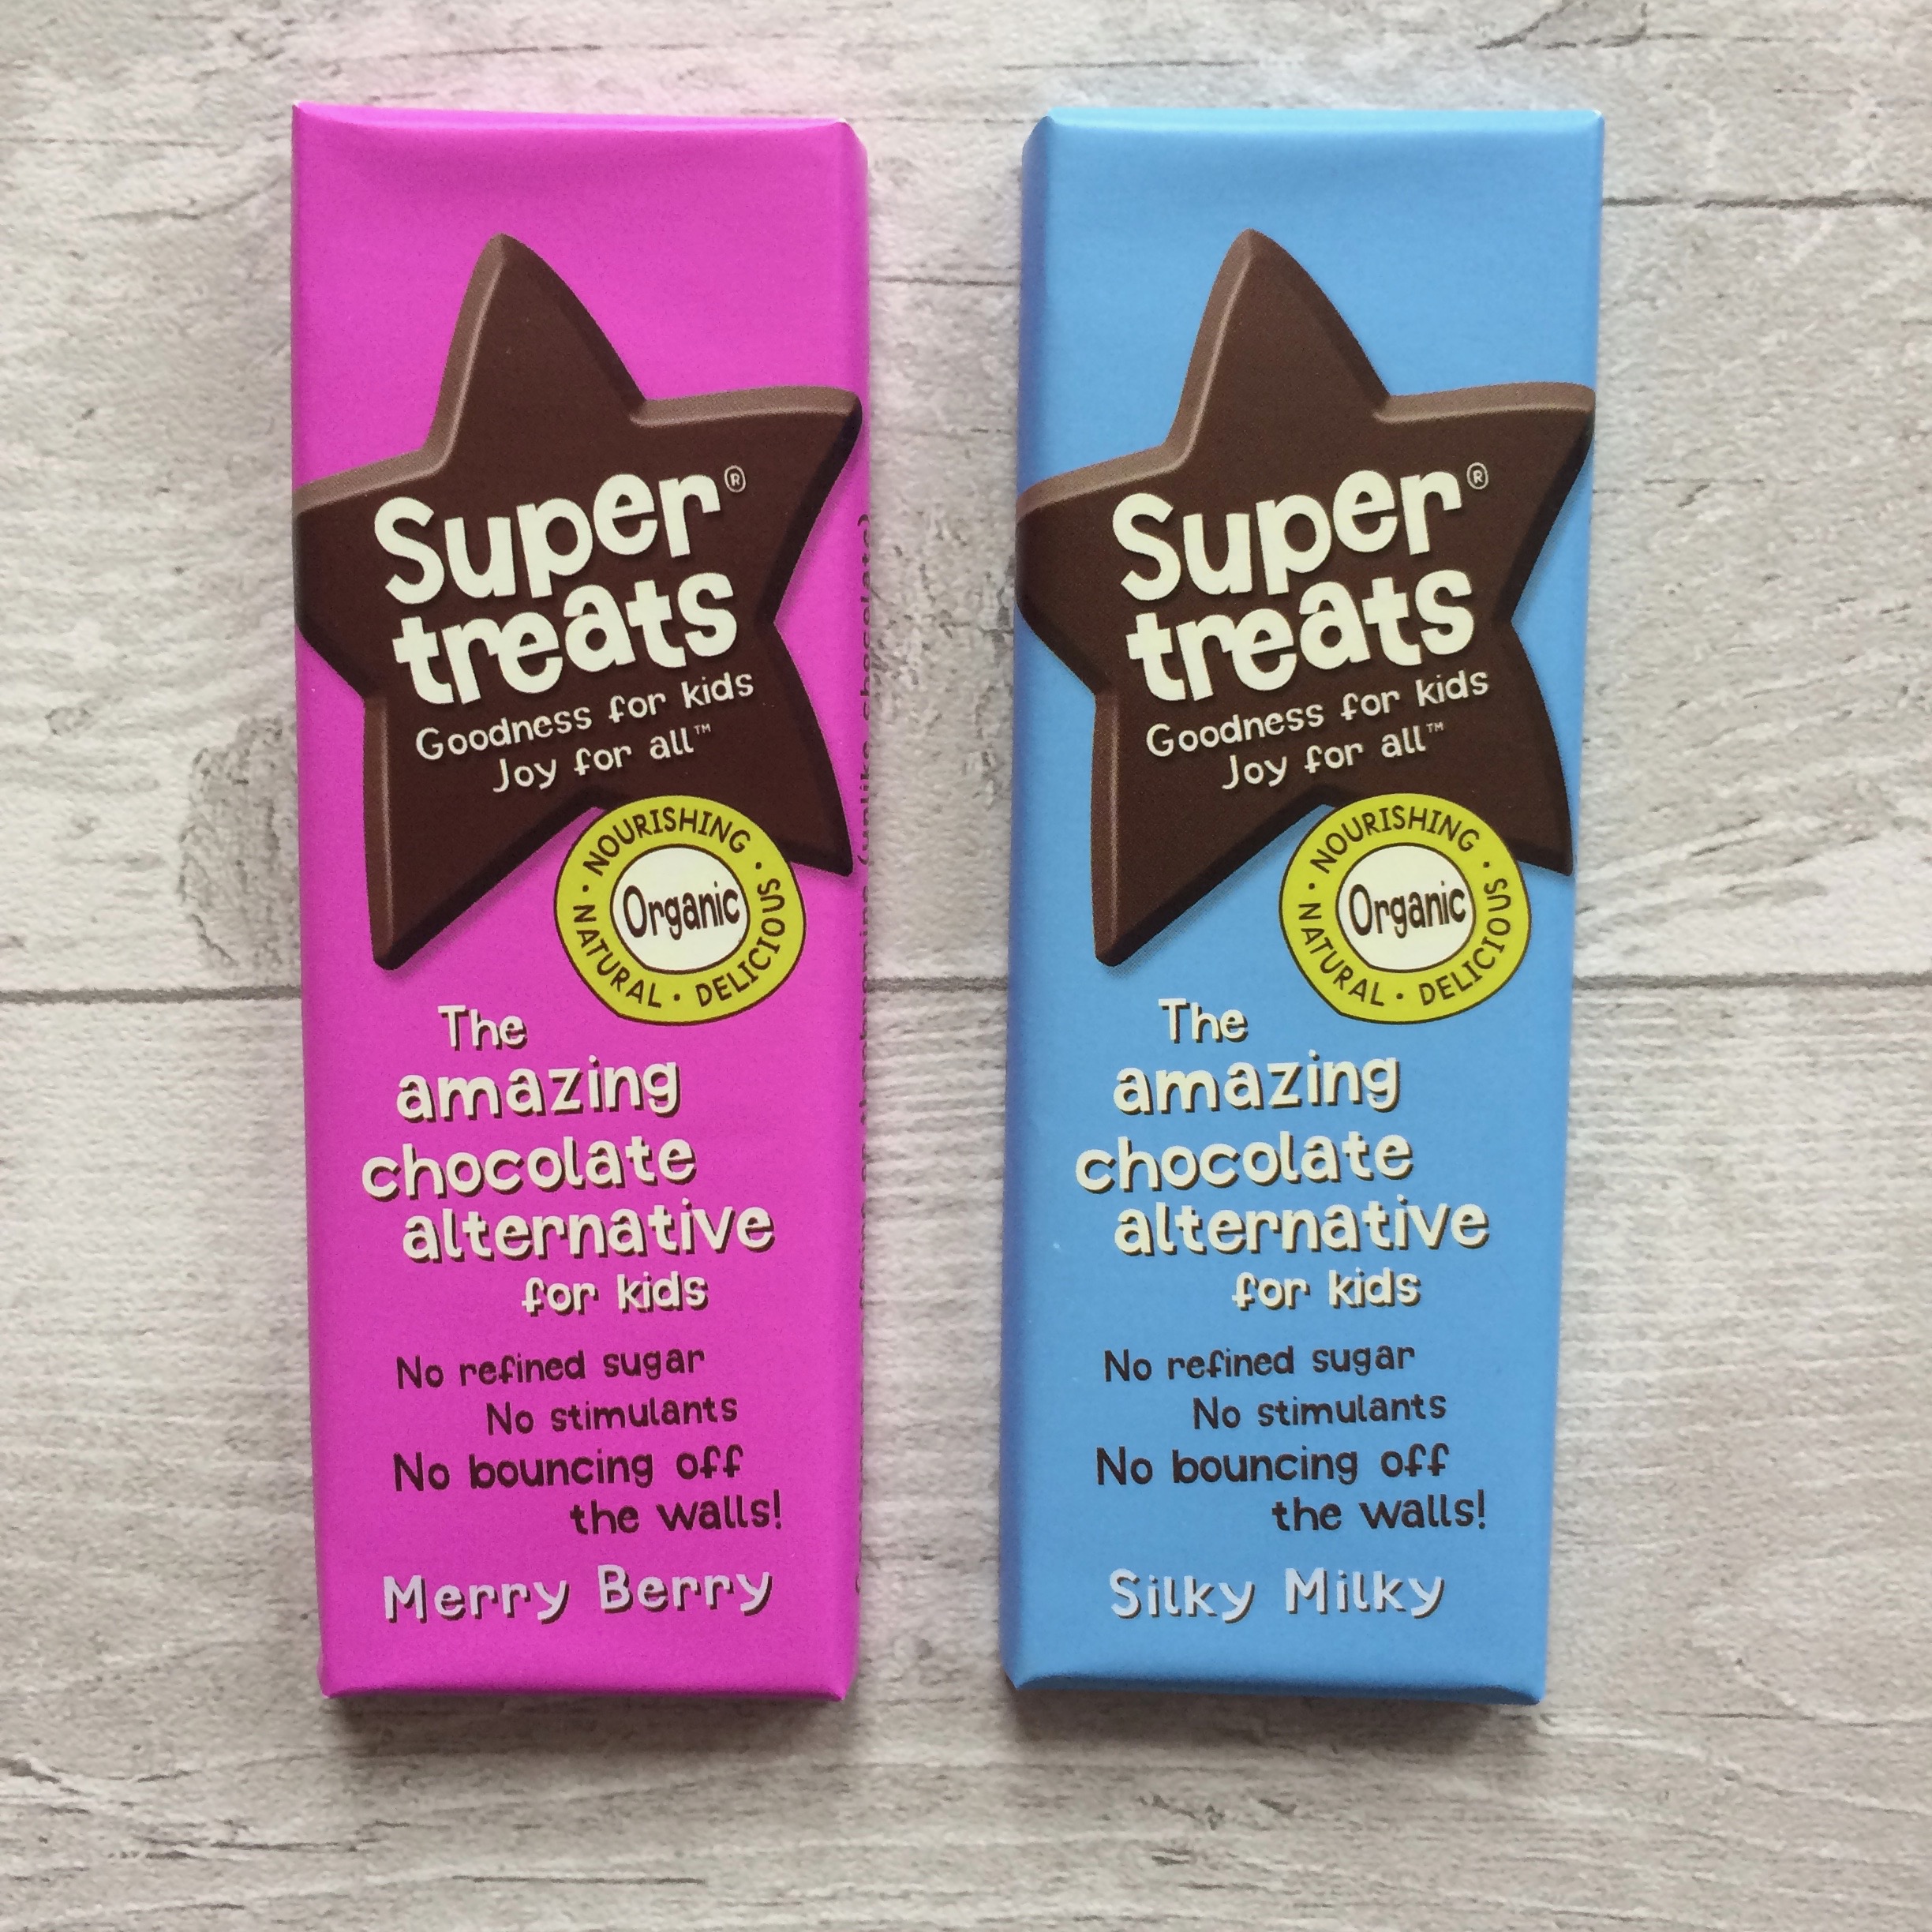 Super®
treats
Goodness for kids
Joy for all™
NOURISHING · DELICIOUS · NATURAL ·
Organic
The
amazing
chocolate
alternative
for kids
No refined sugar
No stimulants
No bouncing off
the walls!
Merry Berry
(unlike chocolate)
Super®
treats
Goodness for kids
Joy for all™
NOURISHING · DELICIOUS · NATURAL ·
Organic
The
amazing
chocolate
alternative
for kids
No refined sugar
No stimulants
No bouncing off
the walls!
Silky Milky